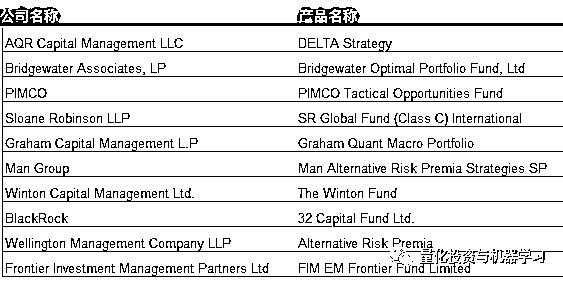 公司名称 产品名称
AQR Capital Management LLC DELTA Strategy
Bridgewater Associates, LP Bridgewater Optimal Portfolio Fund, Ltd
PIMCO PIMCO Tactical Opportunities Fund
Sloane Robinson LLP SR Global Fund (Class C) International
Graham Capital Management L.P Graham Quant Macro Portfolio
Man Group Man Alternative Risk Premia Strategies SP
Winton Capital Management Ltd. The Winton Fund
BlackRock 32 Capital Fund Ltd.
Wellington Management Company LLP Alternative Risk Premia
Frontier Investment Management Partners Ltd FIM EM Frontier Fund Limited
量化投资与机器学习